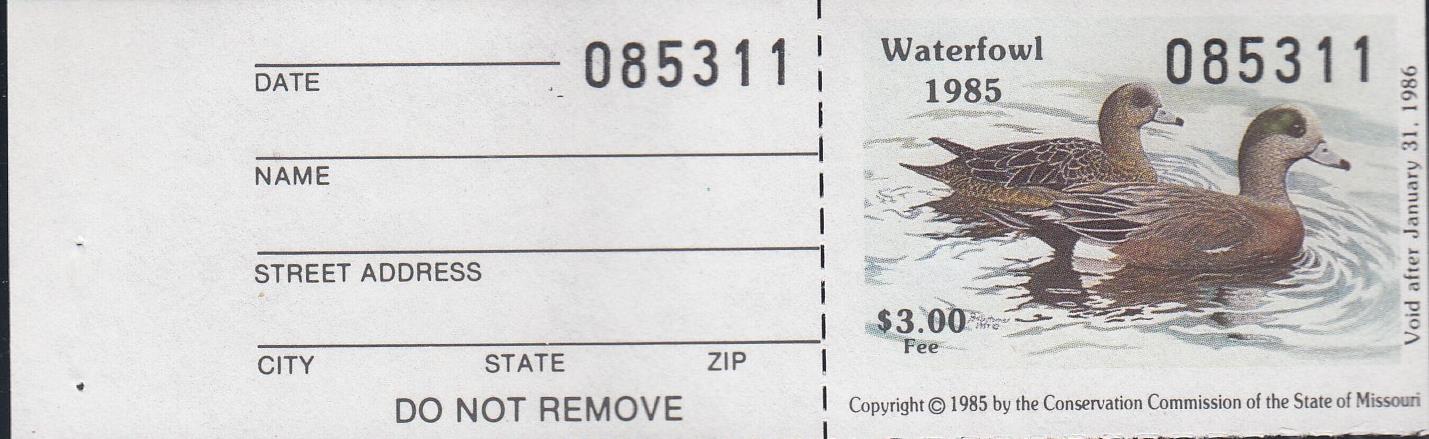 085311
DATE
NAME
STREET ADDRESS
CITY STATE ZIP
DO NOT REMOVE
Waterfowl
1985
085311
$3.00
Fee
Void after January 31, 1986
Copyright © 1985 by the Conservation Commission of the State of Missouri